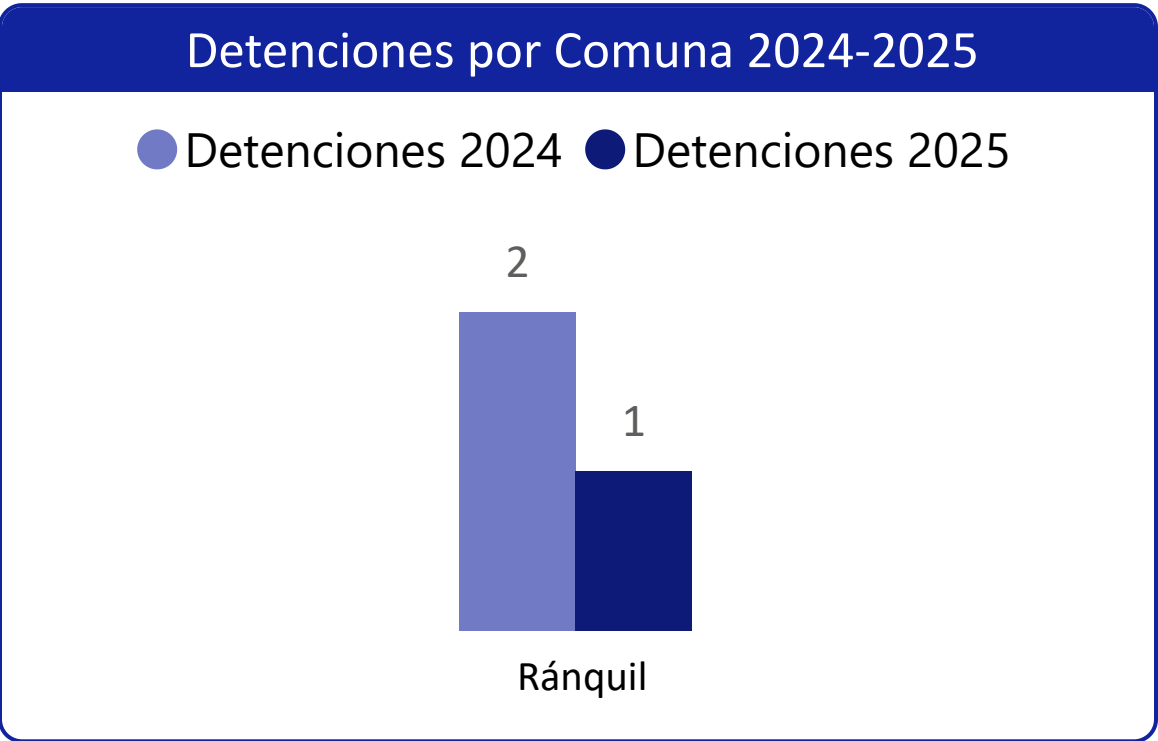 Detenciones por Comuna 2024-2025
Detenciones 2024 Detenciones 2025
2
1
Ránquil